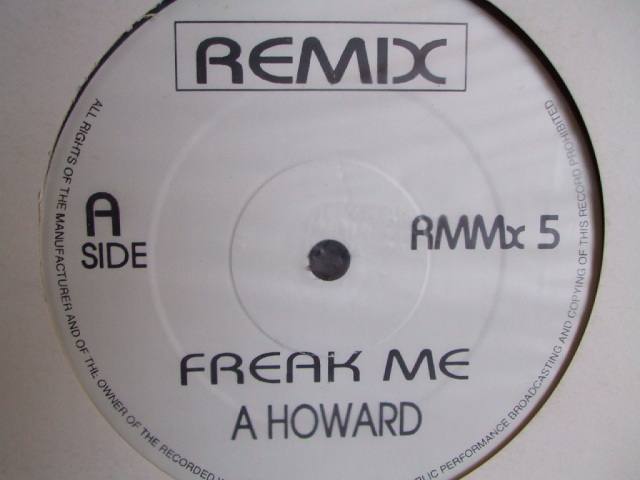 REMIX
A
SIDE
RMMx 5
FREAK ME
A HOWARD
ALL RIGHTS OF THE MANUFACTURER AND OF THE OWNER OF THE RECORDED
PUBLIC PERFORMANCE BROADCASTING AND COPYING OF THIS RECORD PROHIBITED